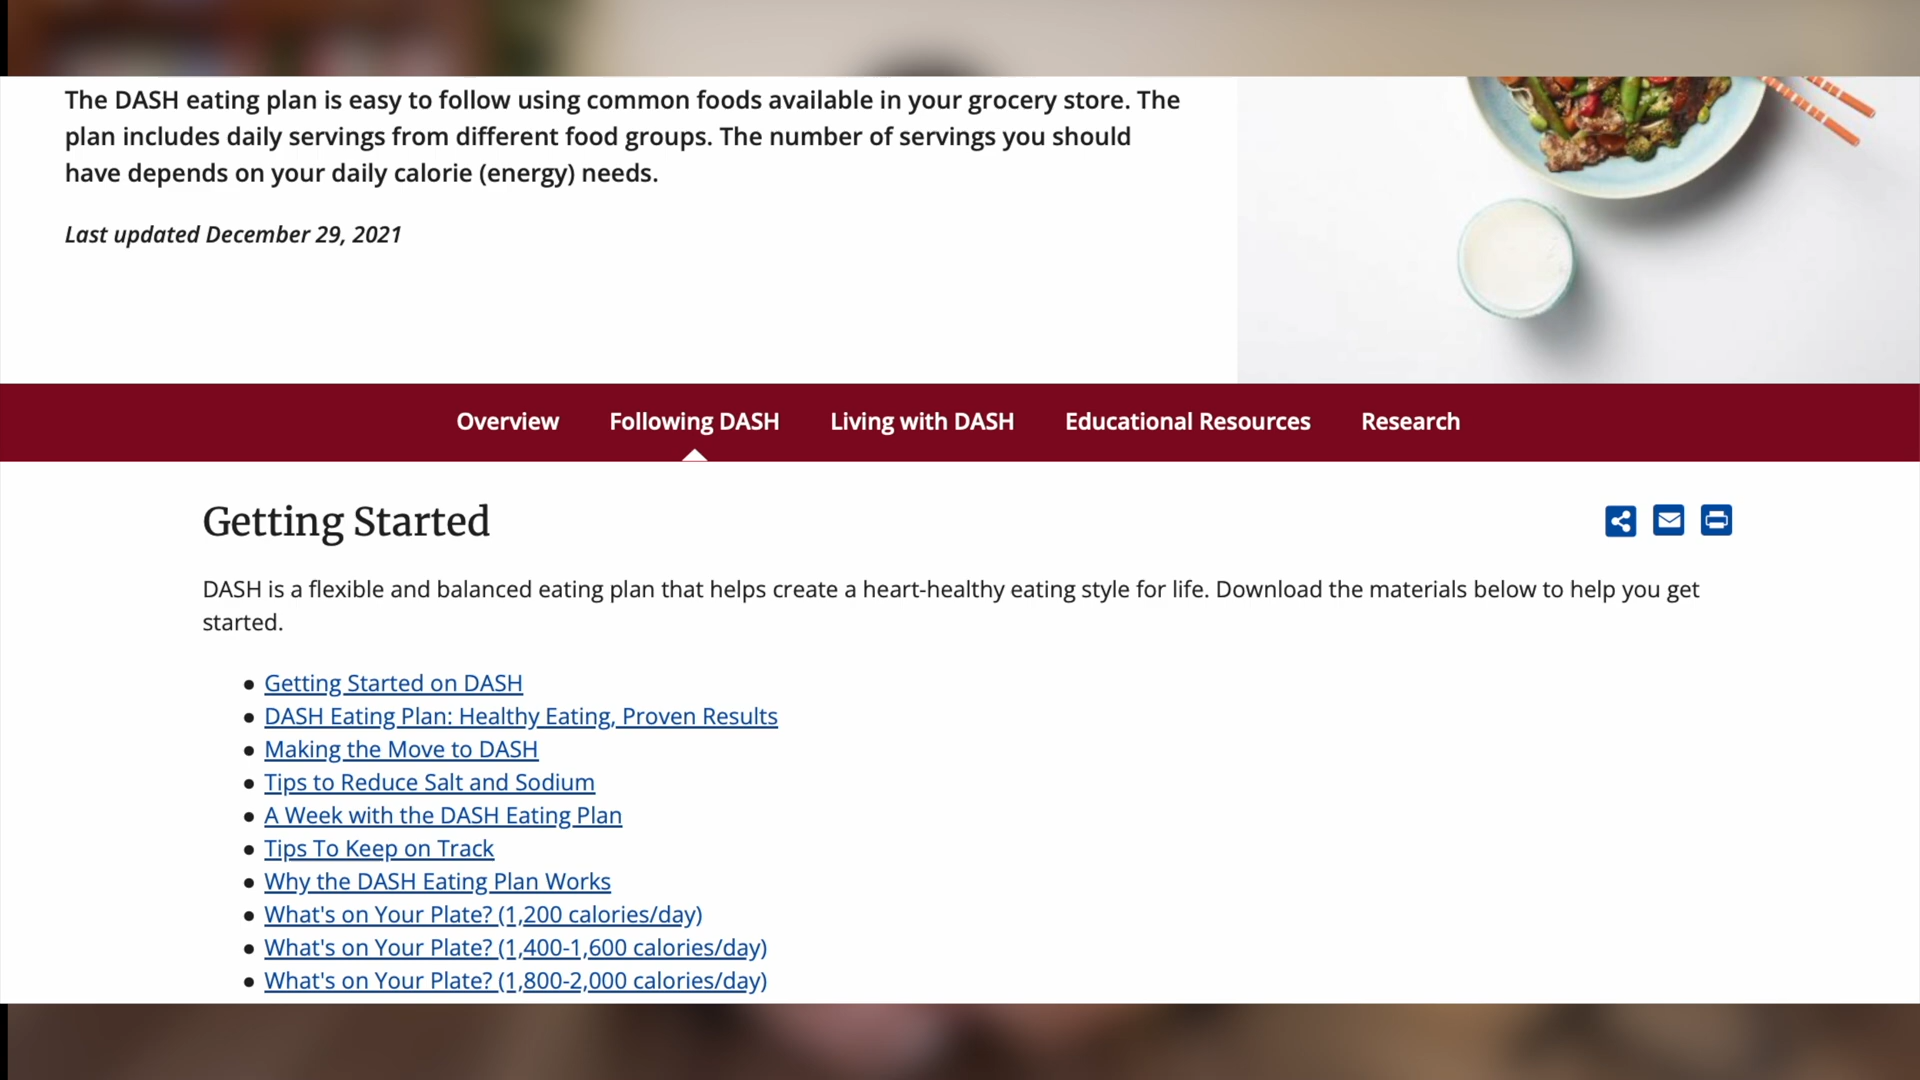 The DASH eating plan is easy to follow using common foods available in your grocery store. The
plan includes daily servings from different food groups. The number of servings you should
have depends on your daily calorie (energy) needs.
Last updated December 29, 2021
Overview Following DASH Living with DASH Educational Resources Research
Getting Started
DASH is a flexible and balanced eating plan that helps create a heart-healthy eating style for life. Download the materials below to help you get
started.
Getting Started on DASH
DASH Eating Plan: Healthy Eating, Proven Results
Making the Move to DASH
Tips to Reduce Salt and Sodium
A Week with the DASH Eating Plan
Tips To Keep on Track
Why the DASH Eating Plan Works
What's on Your Plate? (1,200 calories/day)
What's on Your Plate? (1,400-1,600 calories/day)
What's on Your Plate? (1,800-2,000 calories/day)